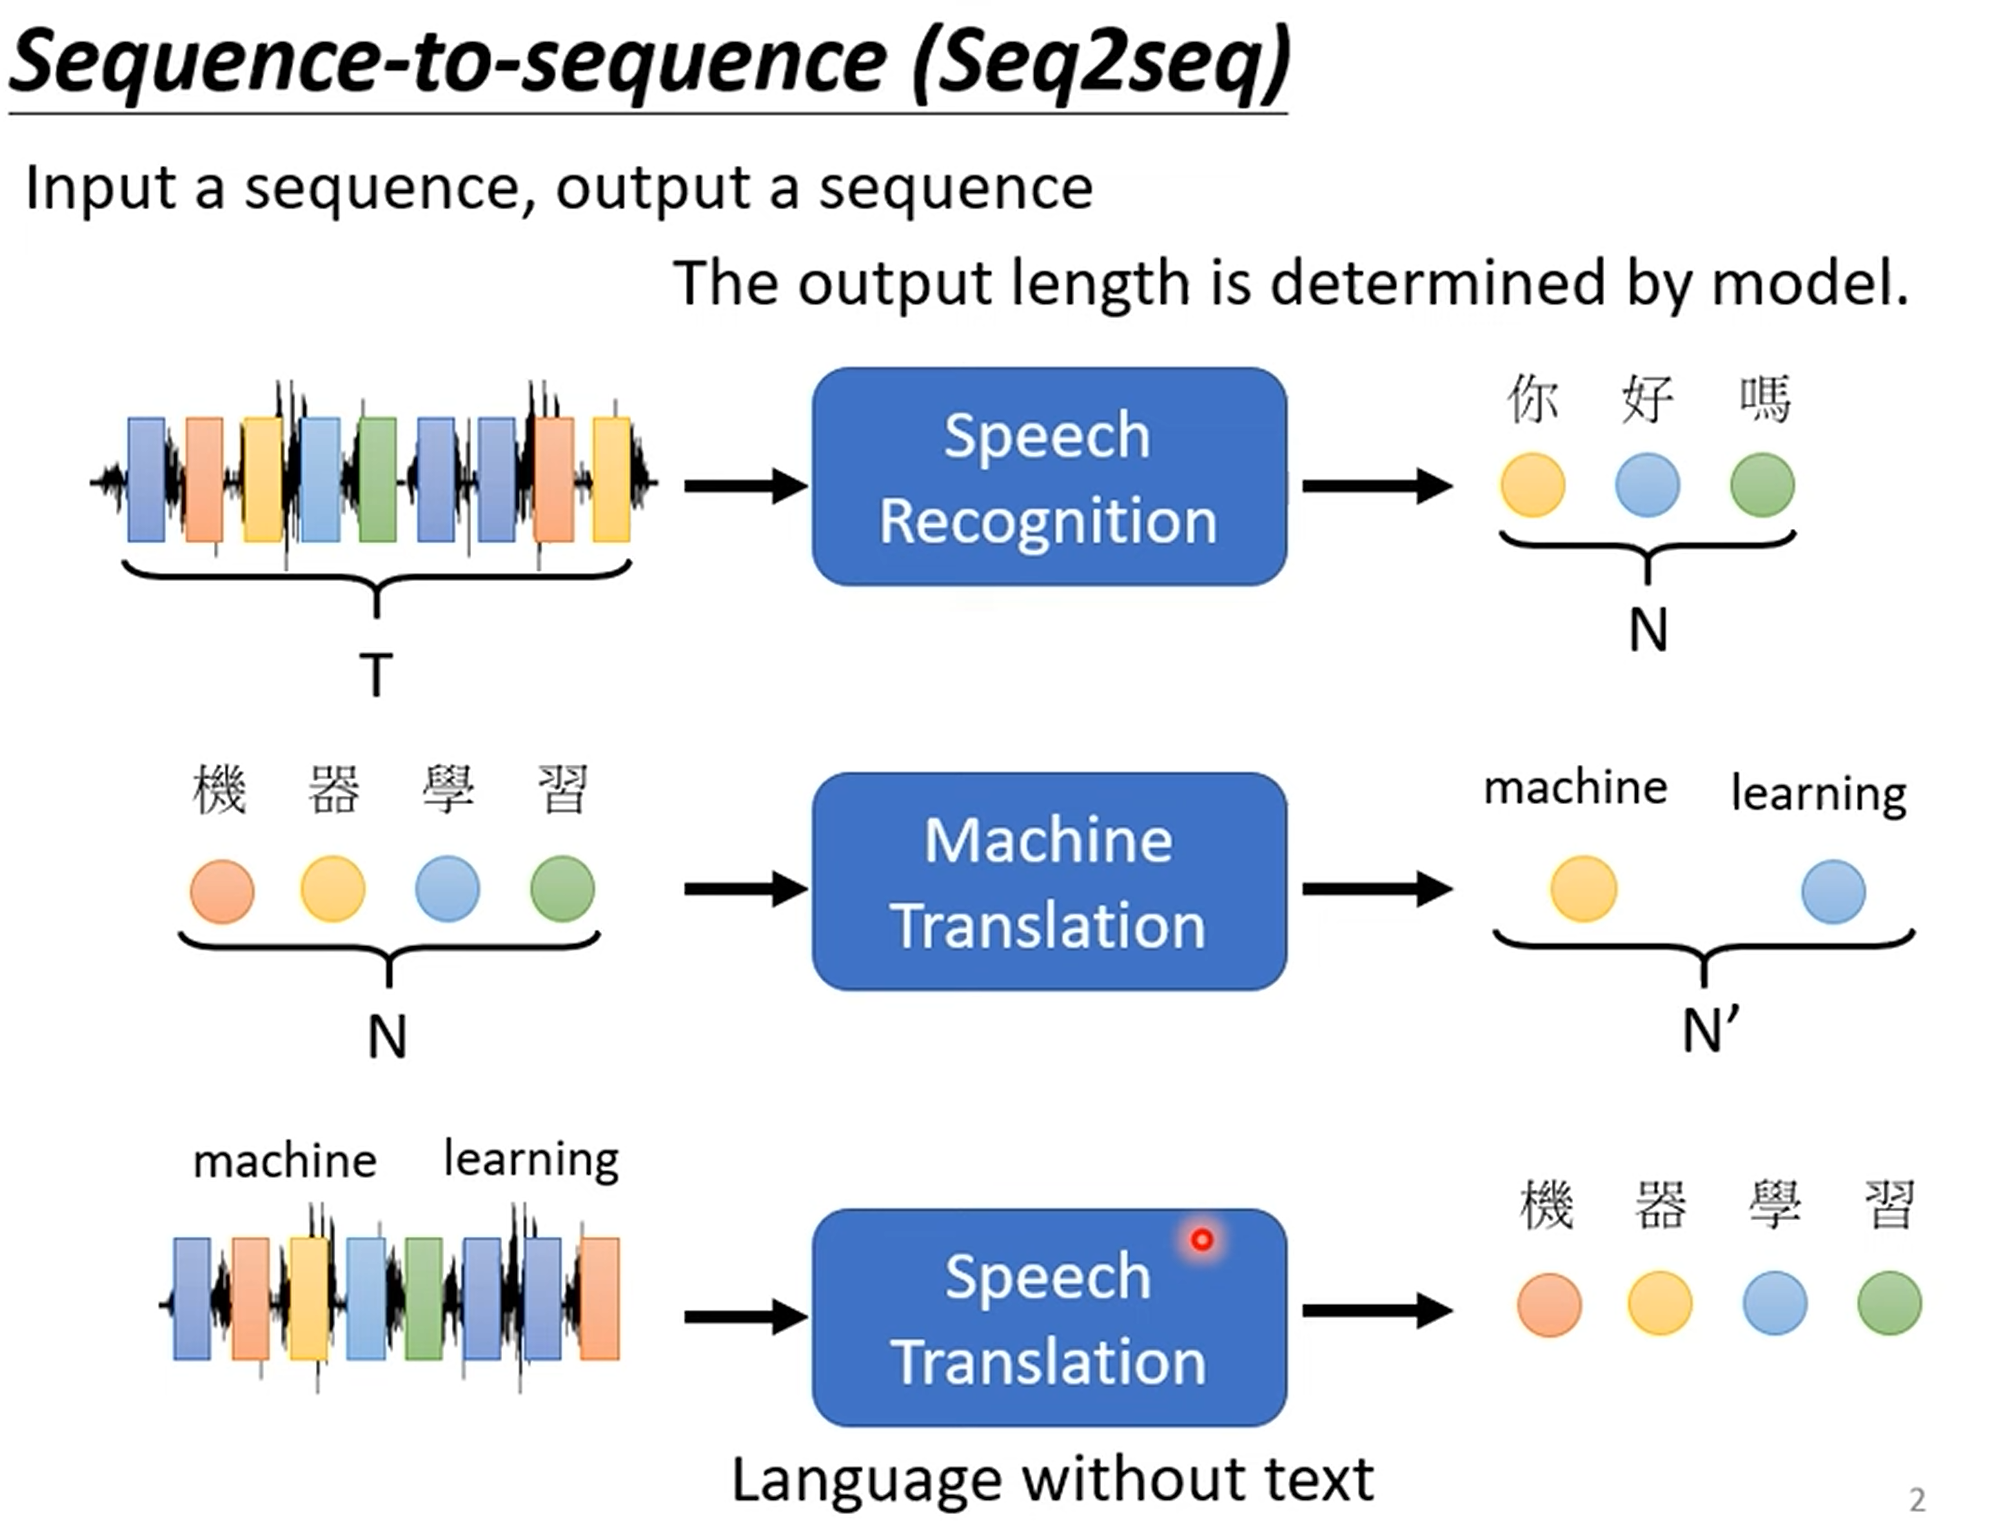 Sequence-to-sequence (Seq2seq)
Input a sequence, output a sequence
The output length is determined by model.
Speech
Recognition
你 好 嗎
T
N
機 器 學 習
Machine
Translation
machine learning
N
N’
machine learning
Speech
Translation
機 器 學 習
Language without text
2